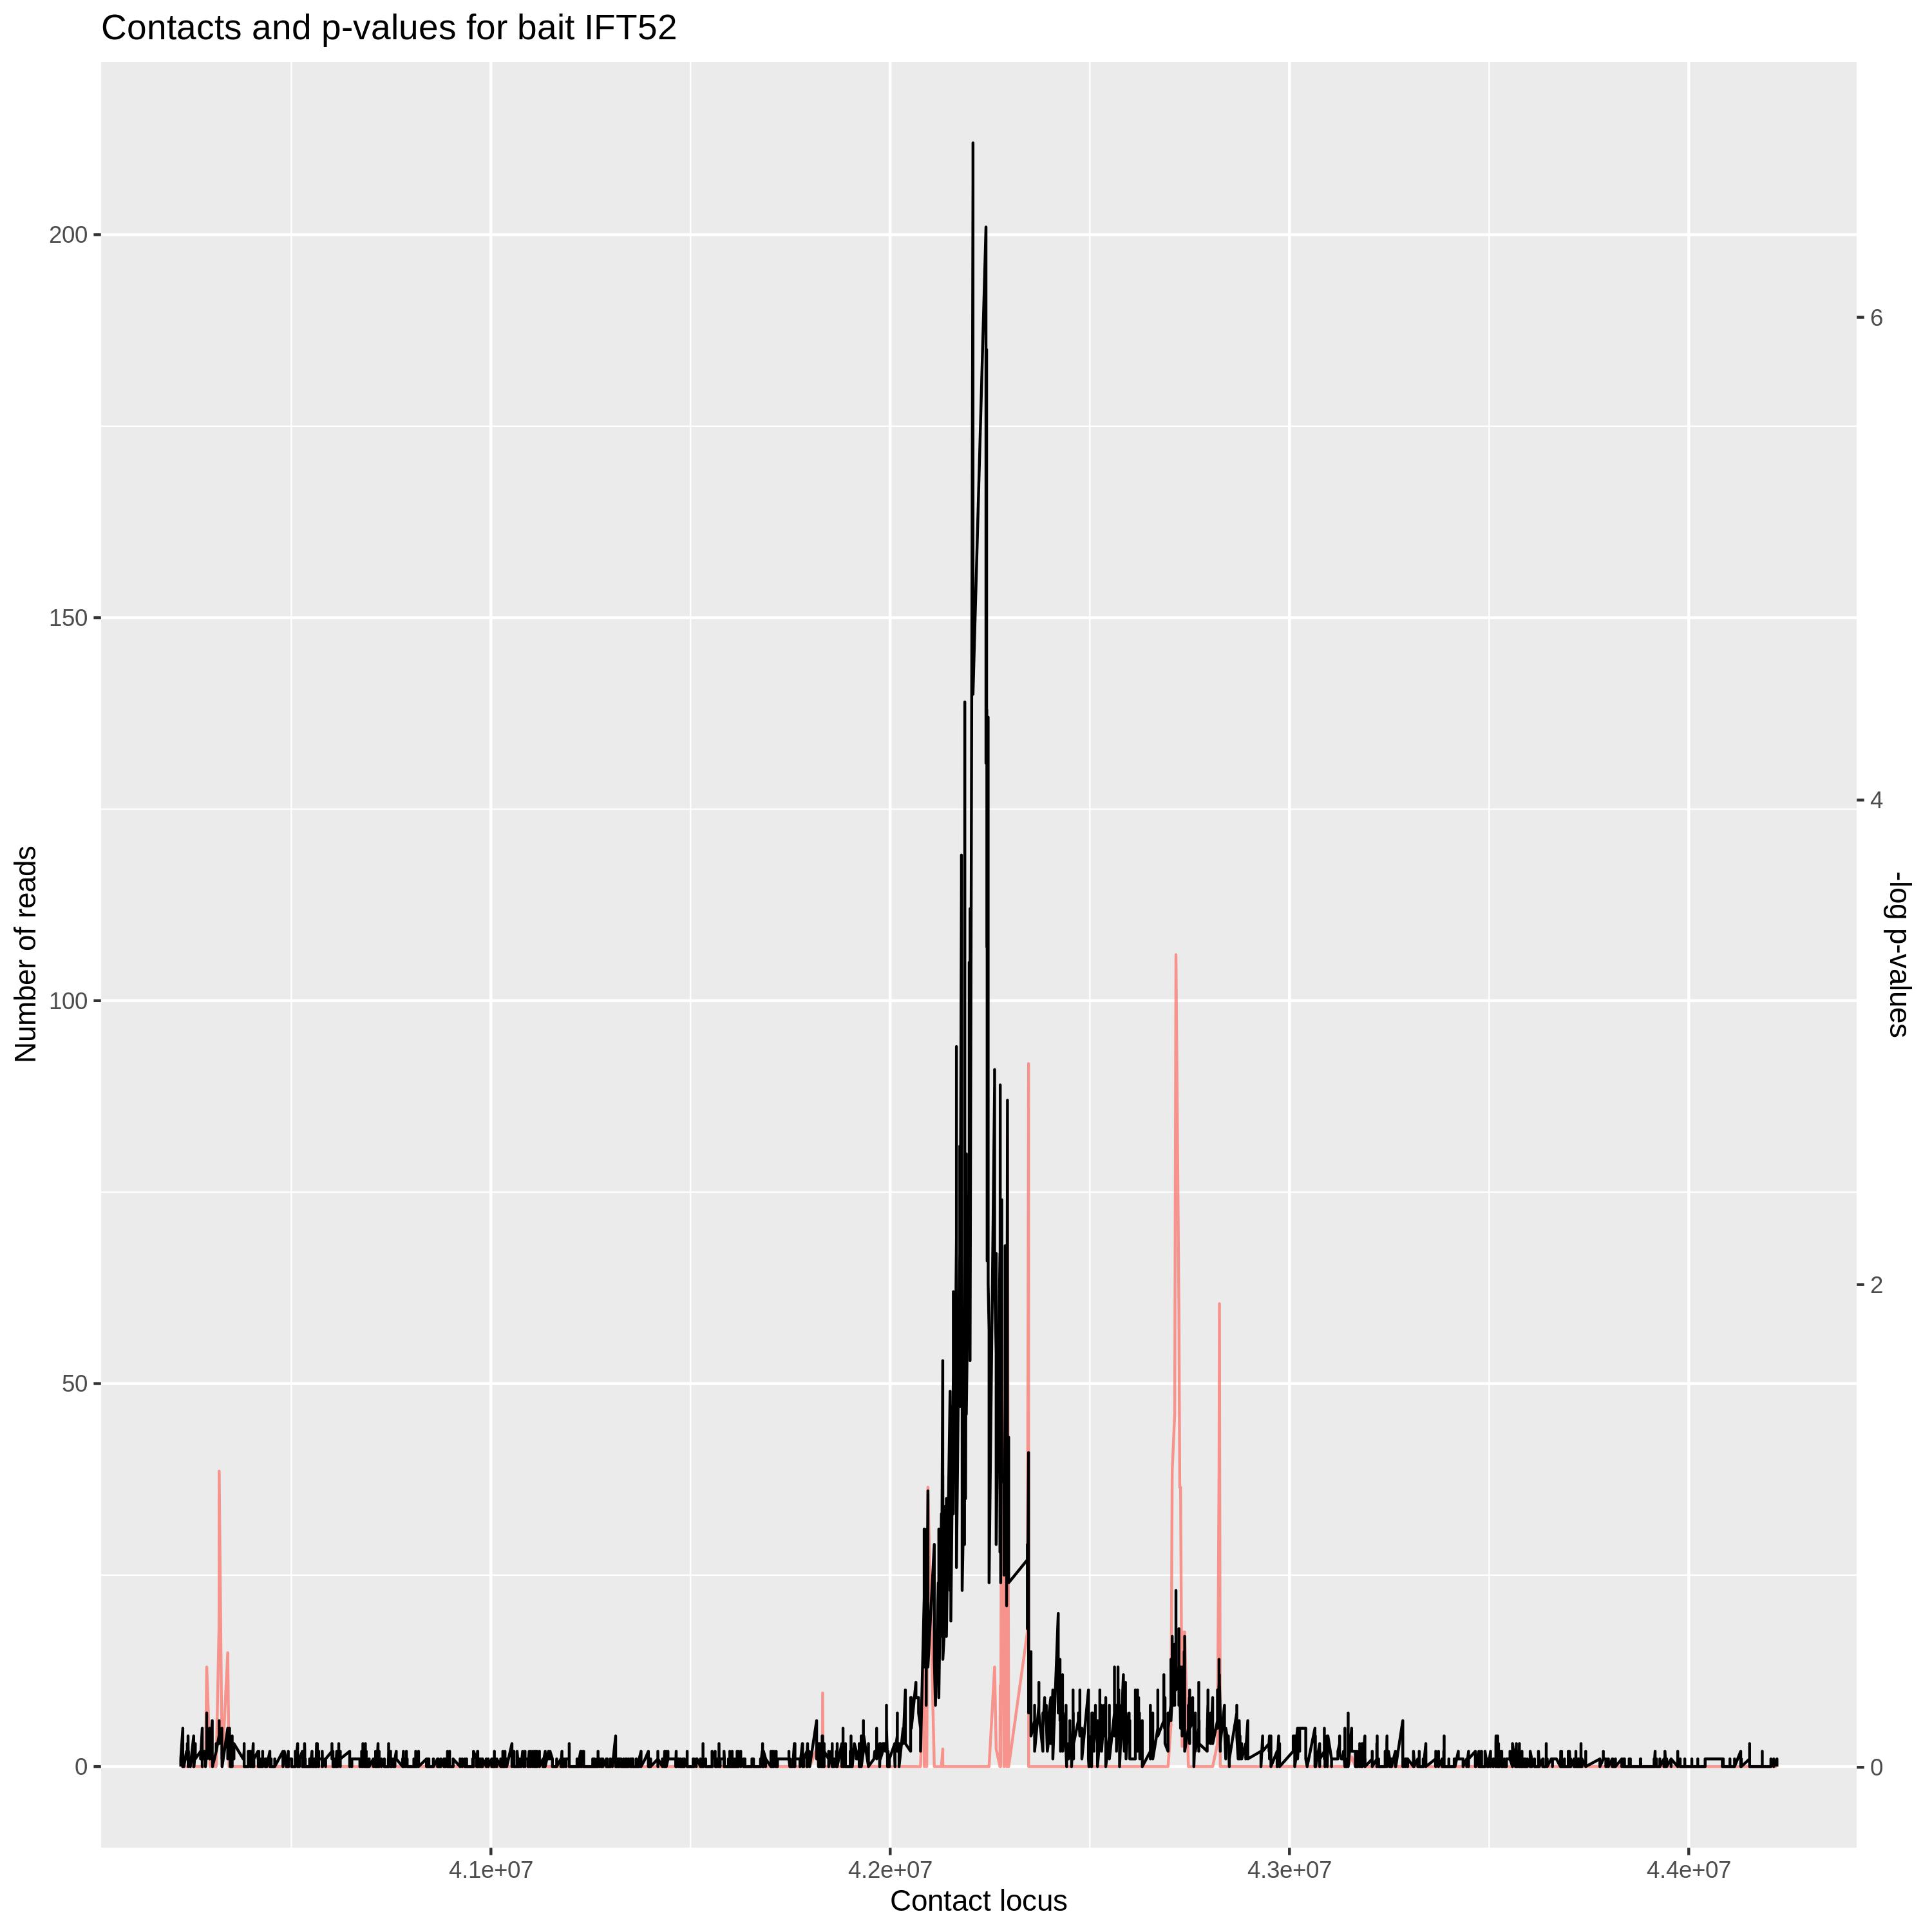 Contacts and p-values for bait IFT52
200
150
100
50
0
Number of reads
6
4
2
0
-log p-values
4.1e+07
4.2e+07
4.3e+07
4.4e+07
Contact locus